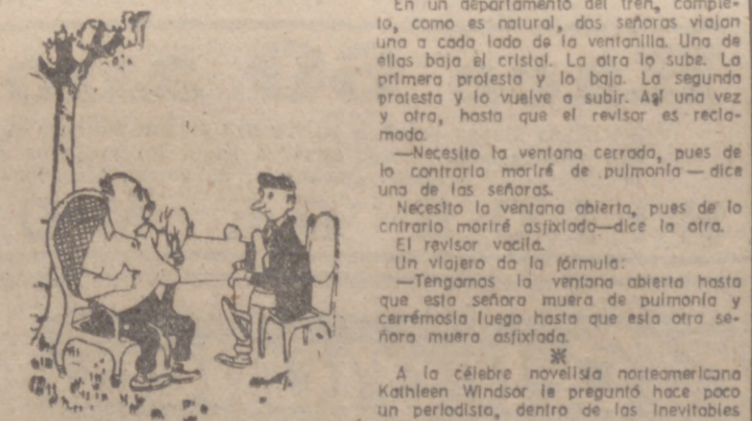 En un departamento del tren, comple-
to, como es natural, dos señoras viajan
una a cada lado de la ventanilla. Una de
ellas baja el cristal. La otra lo sube. La
primera protesta y lo baja. La segunda
protesta y lo vuelve a subir. Así una vez
y otra, hasta que el revisor es recla-
mado.
—Necesito la ventana cerrada, pues de
lo contrario moriré de pulmonía — dice
una de las señoras.
Necesito la ventana abierta, pues de lo
cntrario moriré asfixiado—dice la otra.
El revisor vacila.
Un viajero da la fórmula:
—Tengamos la ventana abierta hasta
que esta señora muera de pulmonía y
cerrémosla luego hasta que esta otra se-
ñora muera asfixiada.
A la célebre novelista norteamericana
Kathleen Windsor le preguntó hace poco
un periodista, dentro de las inevitables